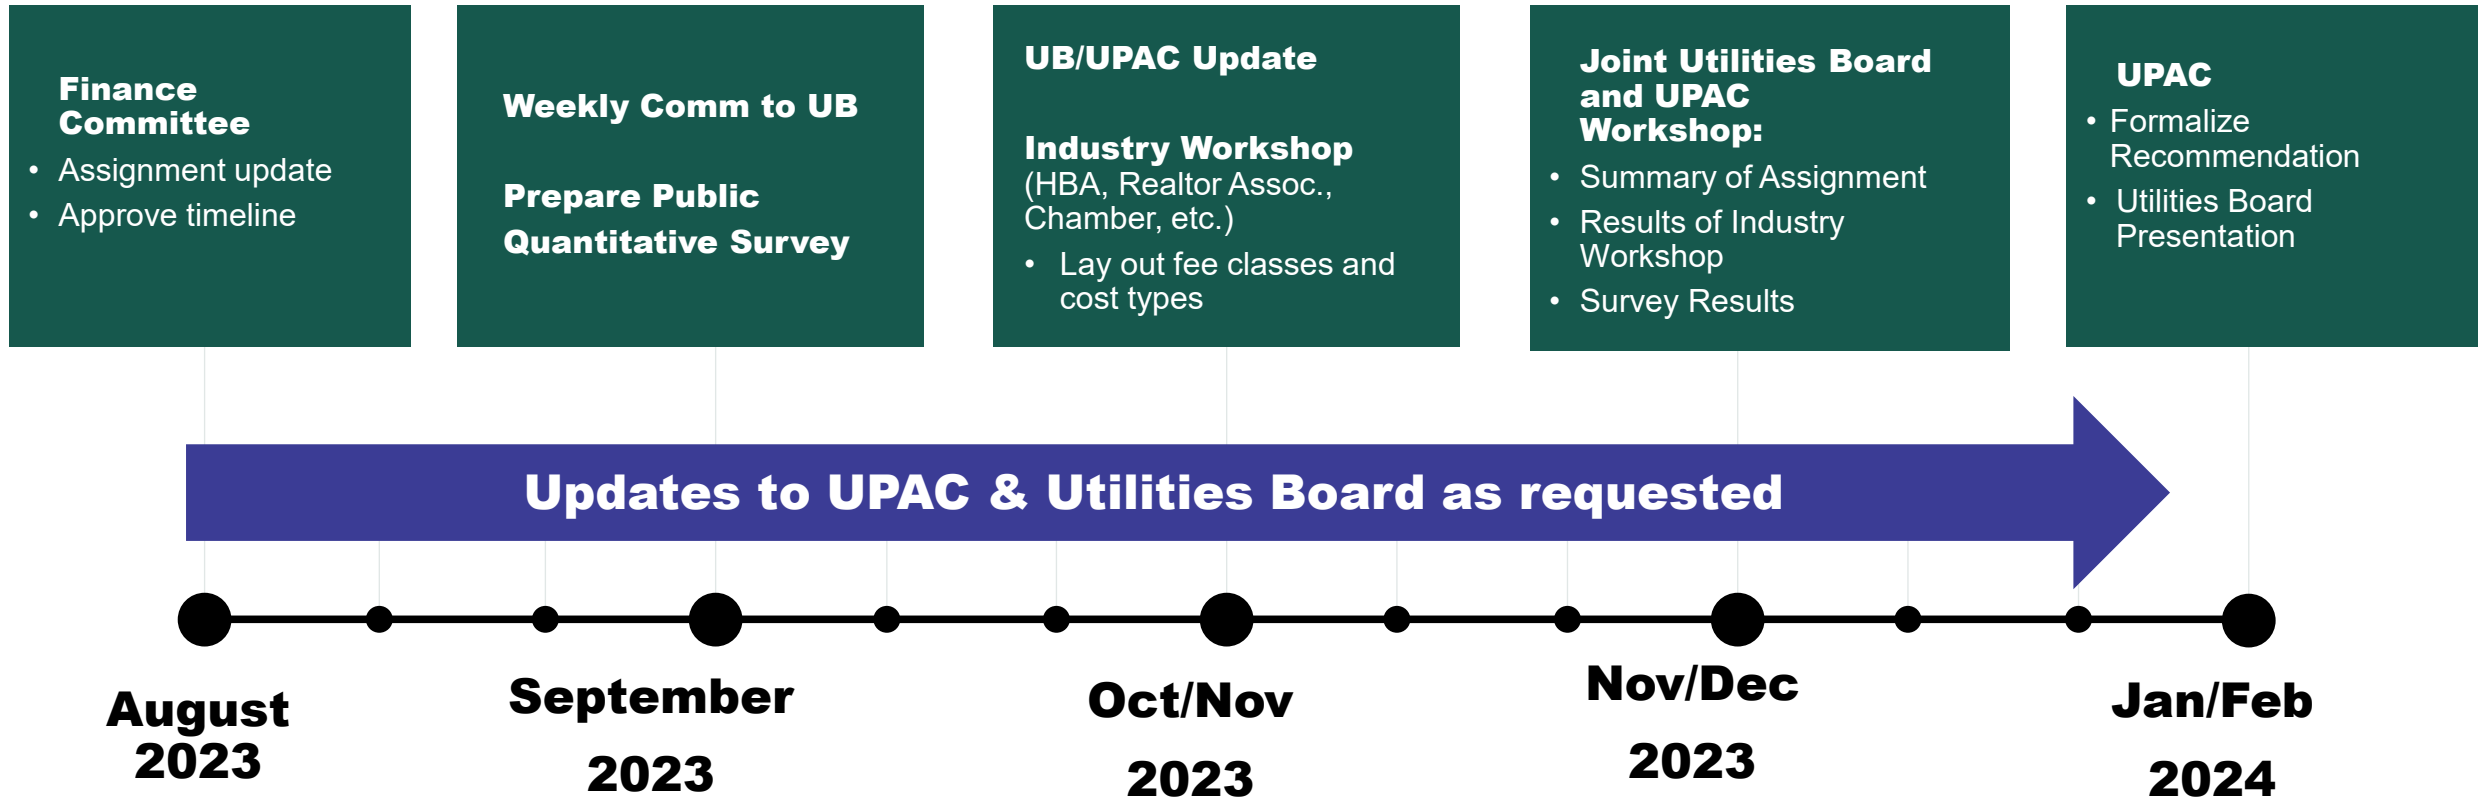 Finance
Committee
• Assignment update
• Approve timeline
Weekly Comm to UB
Prepare Public
Quantitative Survey
UB/UPAC Update
Industry Workshop
(HBA, Realtor Assoc.,
Chamber, etc.)
• Lay out fee classes and
cost types
Joint Utilities Board
and UPAC
Workshop:
• Summary of Assignment
• Results of Industry
Workshop
• Survey Results
UPAC
• Formalize
Recommendation
• Utilities Board
Presentation
Updates to UPAC & Utilities Board as requested
August
2023
September
2023
Oct/Nov
2023
Nov/Dec
2023
Jan/Feb
2024